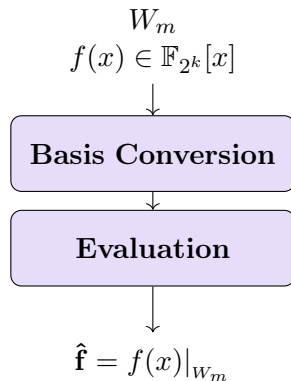 W_m
f(x) ∈ 𝔽_{2^k}[x]
Basis Conversion
Evaluation
f̂ = f(x)|_{W_m}